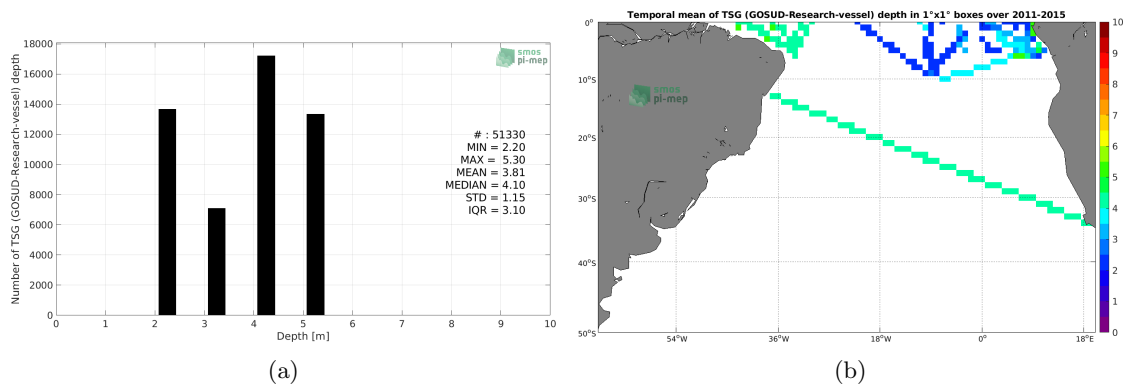 Number of TSG (GOSUD-Research-vessel) depth
18000
16000
14000
12000
10000
8000
6000
4000
2000
0
smos
pi-mep
# : 51330
MIN = 2.20
MAX = 5.30
MEAN = 3.81
MEDIAN = 4.10
STD = 1.15
IQR = 3.10
0 1 2 3 4 5 6 7 8 9 10
Depth [m]
(a)
Temporal mean of TSG (GOSUD-Research-vessel) depth in 1°x1° boxes over 2011-2015
0°
10°S
20°S
30°S
40°S
50°S
smos
pi-mep
54°W 36°W 18°W 0° 18°E
10
9
8
7
6
5
4
3
2
1
0
(b)